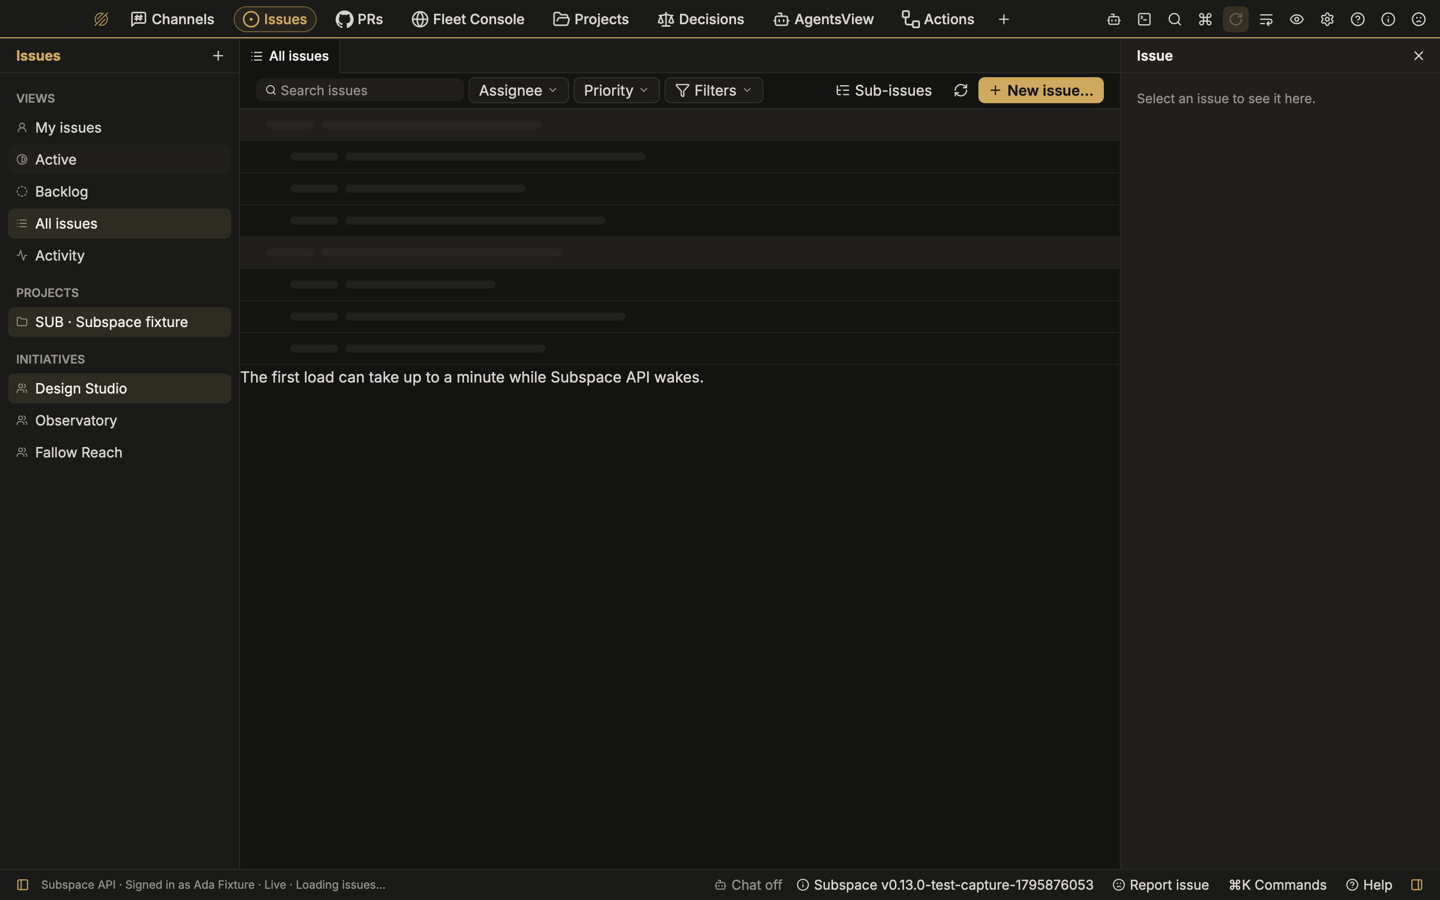 Channels
Issues
PRs
Fleet Console
Projects
Decisions
AgentsView
Actions
Issues
VIEWS
My issues
Active
Backlog
All issues
Activity
PROJECTS
SUB · Subspace fixture
INITIATIVES
Design Studio
Observatory
Fallow Reach
All issues
Search issues
Assignee
Priority
Filters
Sub-issues
New issue...
The first load can take up to a minute while Subspace API wakes.
Issue
Select an issue to see it here.
Subspace API · Signed in as Ada Fixture · Live · Loading issues...
Chat off
Subspace v0.13.0-test-capture-1795876053
Report issue
⌘K Commands
Help